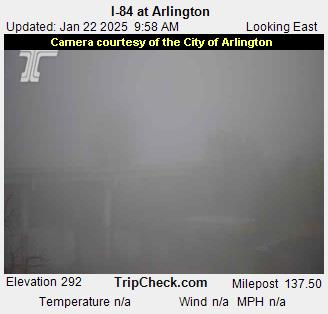 I-84 at Arlington
Updated: Jan 22 2025 9:58 AM Looking East
Camera courtesy of the City of Arlington
Elevation 292 TripCheck.com Milepost 137.50
Temperature n/a Wind n/a MPH n/a